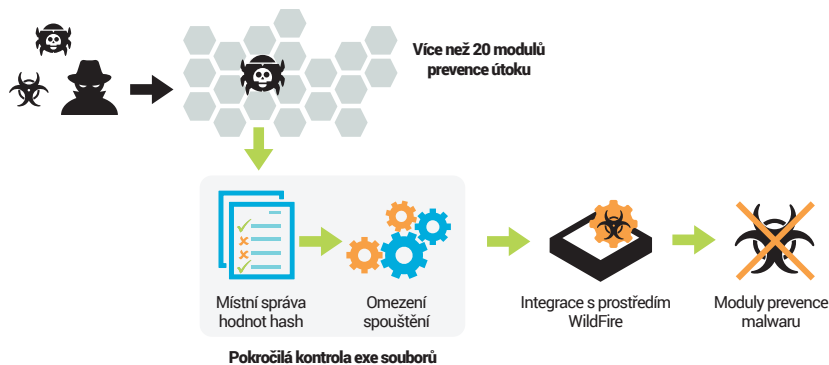 Více než 20 modulů
prevence útoku
Místní správa
hodnot hash
Omezení
spouštění
Integrace s prostředím
WildFire
Moduly prevence
malwaru
Pokročilá kontrola exe souborů